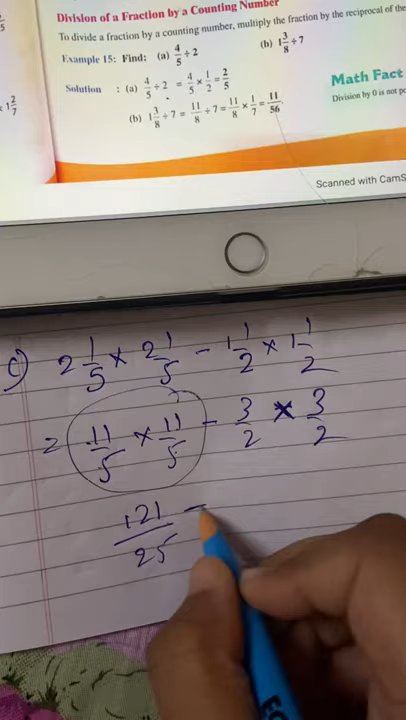 Division of a Fraction by a Counting Number
To divide a fraction by a counting number, multiply the fraction by the reciprocal of the
Example 15: Find: (a) 4/5 ÷ 2 (b) 1 3/8 ÷ 7
Solution : (a) 4/5 ÷ 2 = 4/5 × 1/2 = 2/5
(b) 1 3/8 ÷ 7 = 11/8 ÷ 7 = 11/8 × 1/7 = 11/56
× 1 2/7
Math Fact
Division by 0 is not
Scanned with CamS
c) 2 1/5 × 2 1/5 - 1 1/2 × 1 1/2
= 11/5 × 11/5 - 3/2 × 3/2
121/25 -